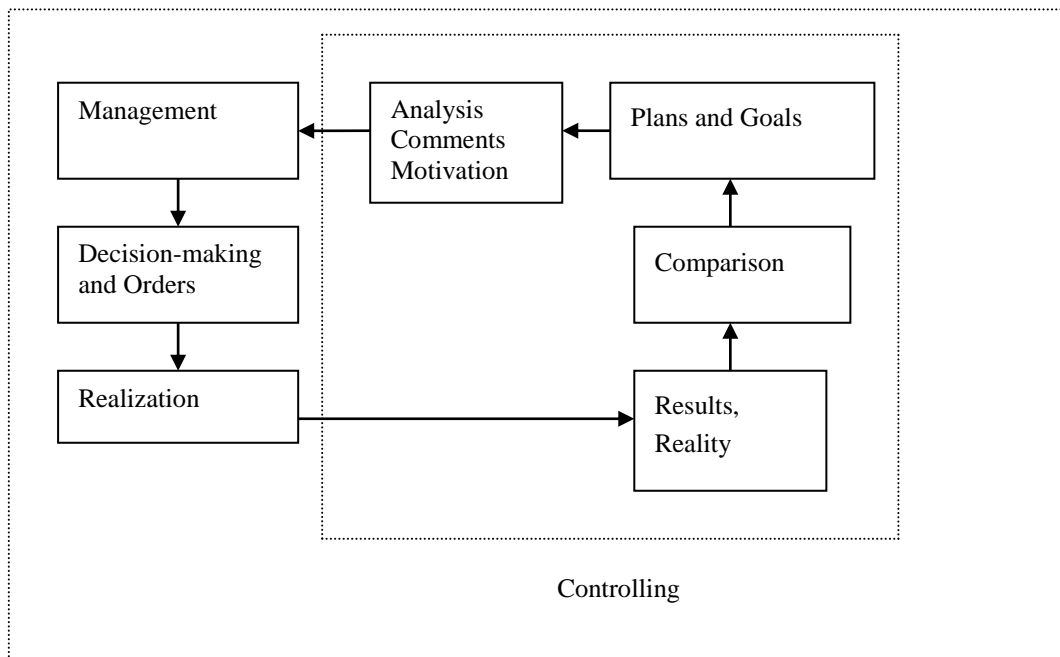 Management
Analysis
Comments
Motivation
Plans and Goals
Decision-making
and Orders
Comparison
Realization
Results,
Reality
Controlling